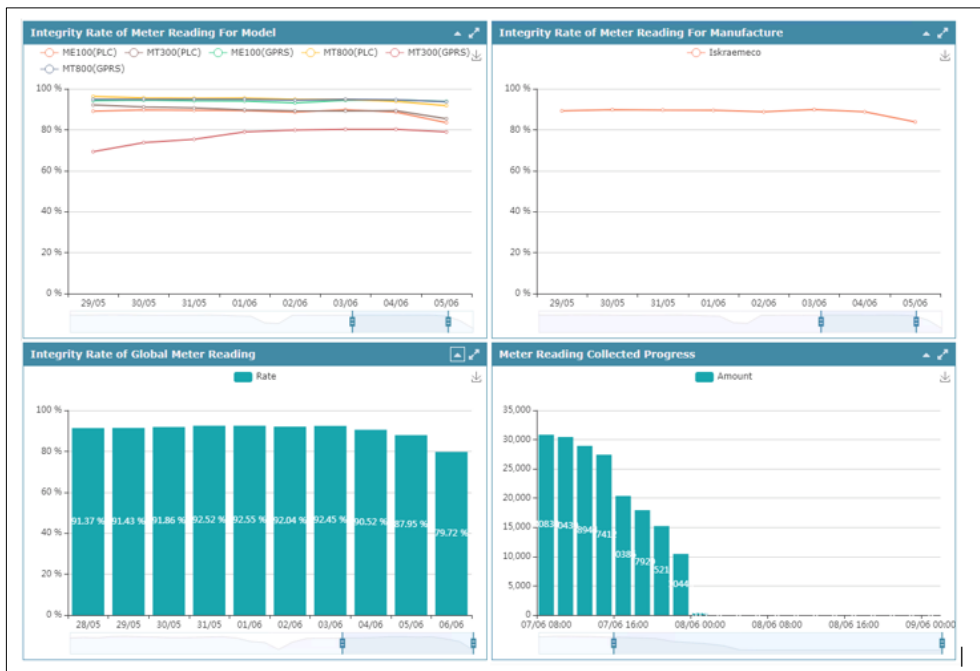 Integrity Rate of Meter Reading For Model
ME100(PLC) MT300(PLC) ME100(GPRS) MT800(PLC) MT300(GPRS)
MT800(GPRS)
100 %
80 %
60 %
40 %
20 %
0 %
29/05 30/05 31/05 01/06 02/06 03/06 04/06 05/06
Integrity Rate of Meter Reading For Manufacture
Iskraemeco
100 %
80 %
60 %
40 %
20 %
0 %
29/05 30/05 31/05 01/06 02/06 03/06 04/06 05/06
Integrity Rate of Global Meter Reading
Rate
100 %
80 %
60 %
40 %
20 %
0 %
91.37 % 91.43 % 91.86 % 92.52 % 92.55 % 92.04 % 92.45 % 90.52 % 87.95 % 79.72 %
28/05 29/05 30/05 31/05 01/06 02/06 03/06 04/06 05/06 06/06
Meter Reading Collected Progress
Amount
35,000
30,000
25,000
20,000
15,000
10,000
5,000
0
07/06 08:00 07/06 16:00 08/06 00:00 08/06 08:00 08/06 16:00 09/06 00:00